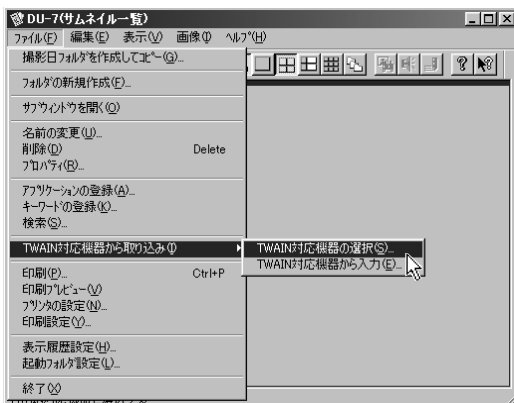 DU-7(サムネイル一覧)
ファイル(F) 編集(E) 表示(V) 画像(I) ヘルプ(H)
撮影日フォルダを作成してコピー(G)...
フォルダの新規作成(F)...
サブウィンドウを開く(O)
名前の変更(U)...
削除(D) Delete
プロパティ(R)...
アプリケーションの登録(A)...
キーワードの登録(K)...
検索(S)...
TWAIN対応機器から取り込み(I)
TWAIN対応機器の選択(S)...
TWAIN対応機器から入力(E)...
印刷(P)... Ctrl+P
印刷プレビュー(V)
プリンタの設定(N)...
印刷設定(Y)...
表示履歴設定(H)...
起動フォルダ設定(L)...
終了(X)